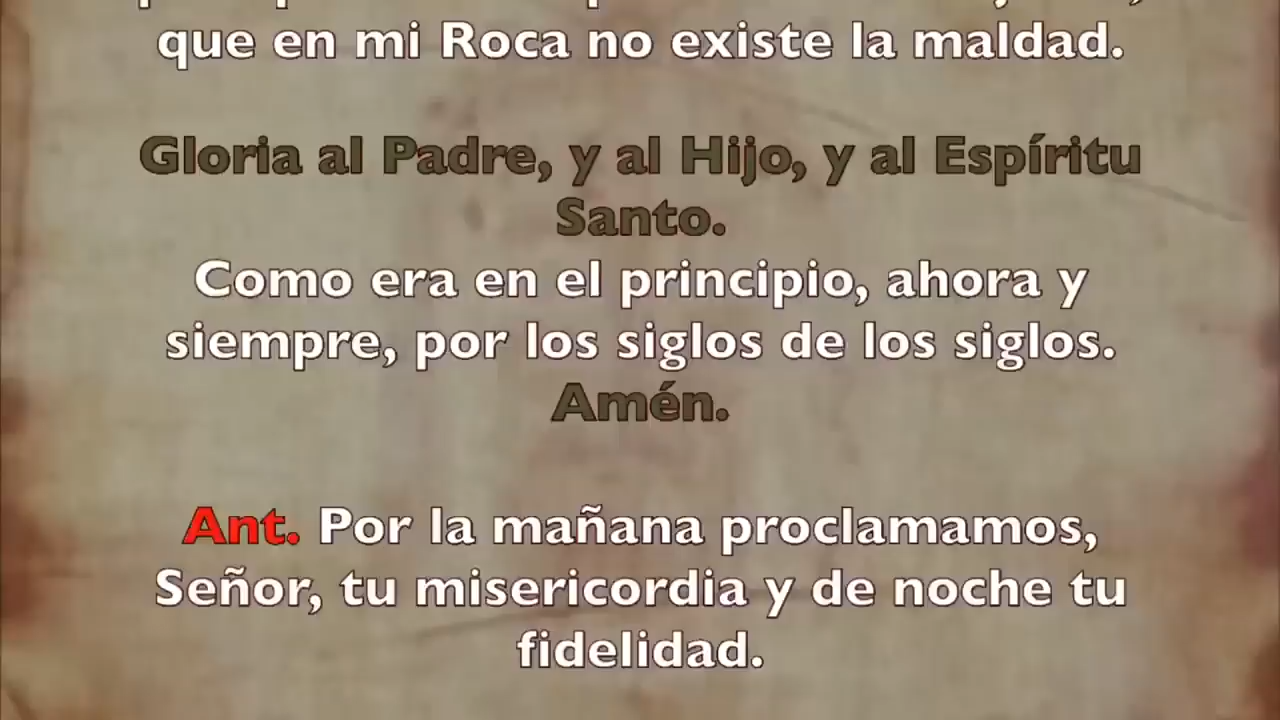 que en mi Roca no existe la maldad.
Gloria al Padre, y al Hijo, y al Espíritu
Santo.
Como era en el principio, ahora y
siempre, por los siglos de los siglos.
Amén.
Ant. Por la mañana proclamamos,
Señor, tu misericordia y de noche tu
fidelidad.